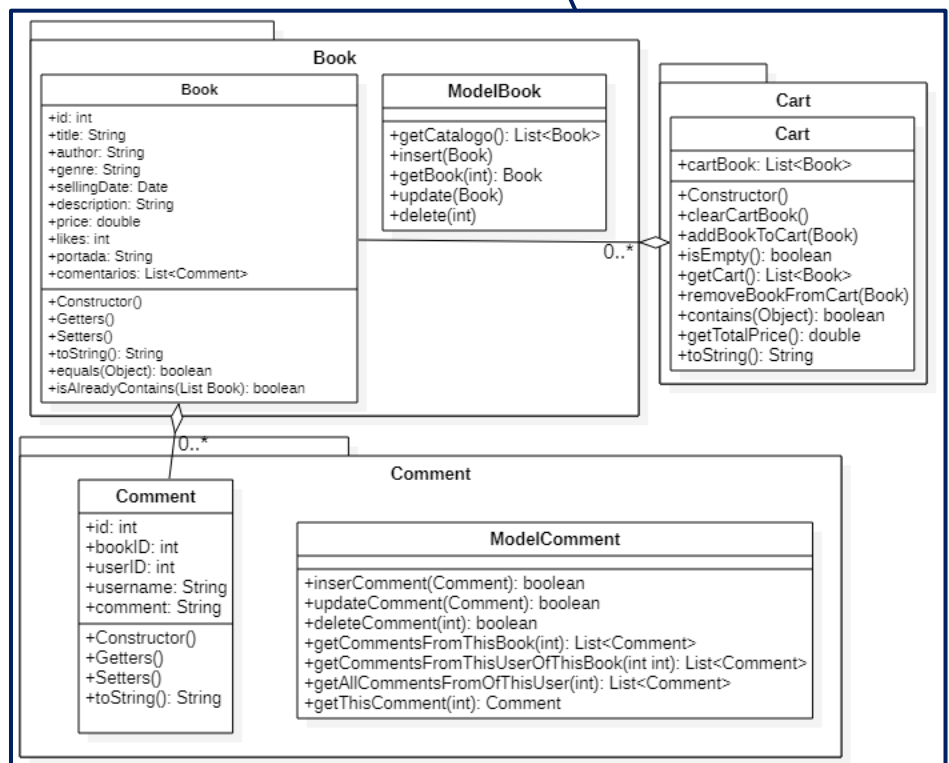 Book
Book
+id: int
+title: String
+author: String
+genre: String
+sellingDate: Date
+description: String
+price: double
+likes: int
+portada: String
+comentarios: List<Comment>
+Constructor()
+Getters()
+Setters()
+toString(): String
+equals(Object): boolean
+isAlreadyContains(List Book): boolean
ModelBook
+getCatalogo(): List<Book>
+insert(Book)
+getBook(int): Book
+update(Book)
+delete(int)
0..*
Cart
Cart
+cartBook: List<Book>
+Constructor()
+clearCartBook()
+addBookToCart(Book)
+isEmpty(): boolean
+getCart(): List<Book>
+removeBookFromCart(Book)
+contains(Object): boolean
+getTotalPrice(): double
+toString(): String
0..*
Comment
Comment
+id: int
+bookID: int
+userID: int
+username: String
+comment: String
+Constructor()
+Getters()
+Setters()
+toString(): String
ModelComment
+inserComment(Comment): boolean
+updateComment(Comment): boolean
+deleteComment(int): boolean
+getCommentsFromThisBook(int): List<Comment>
+getCommentsFromThisUserOfThisBook(int int): List<Comment>
+getAllCommentsFromOfThisUser(int): List<Comment>
+getThisComment(int): Comment